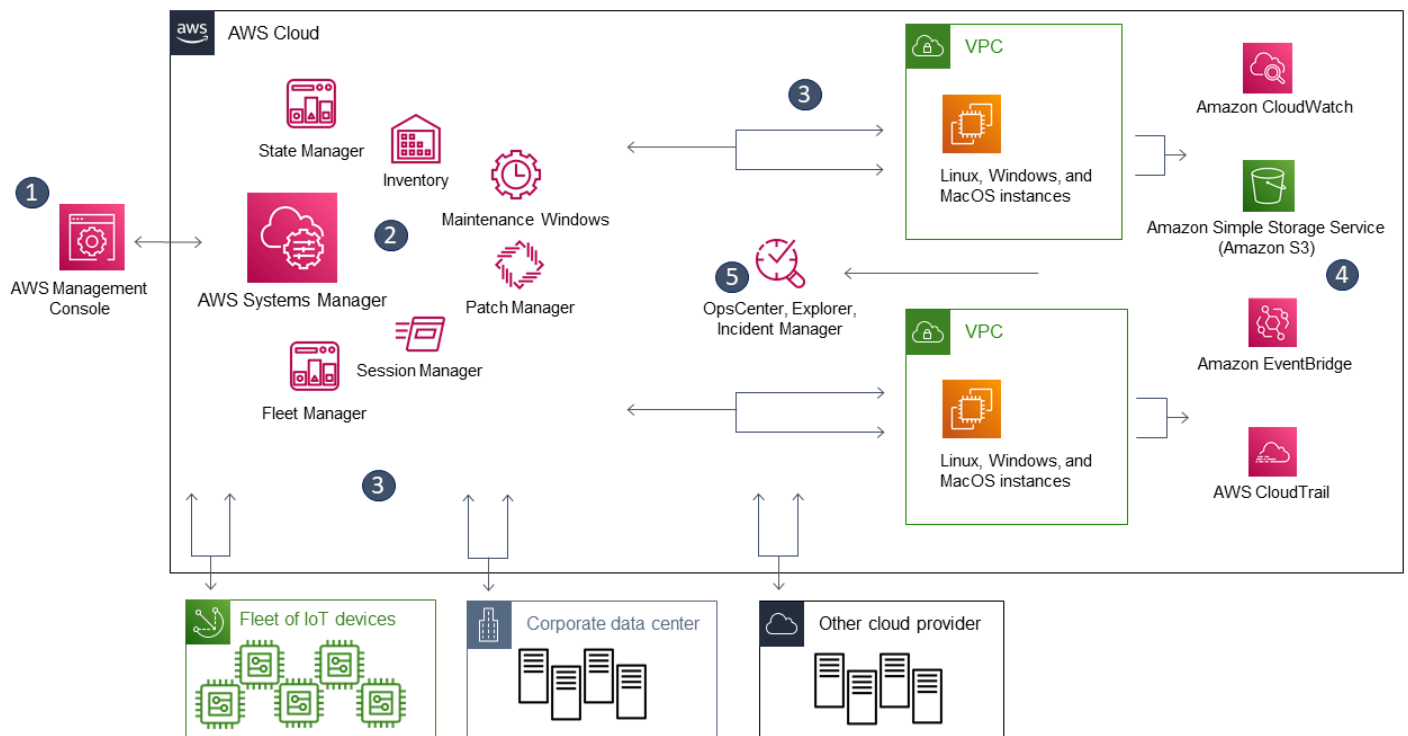 aws
AWS Cloud
VPC
3
Amazon CloudWatch
State Manager
Inventory
Linux, Windows, and
MacOS instances
1
Maintenance Windows
2
Amazon Simple Storage Service
(Amazon S3)
AWS Management
Console
AWS Systems Manager
Patch Manager
5
OpsCenter, Explorer,
Incident Manager
4
VPC
Session Manager
Amazon EventBridge
Fleet Manager
Linux, Windows, and
MacOS instances
3
AWS CloudTrail
Fleet of IoT devices
Corporate data center
Other cloud provider